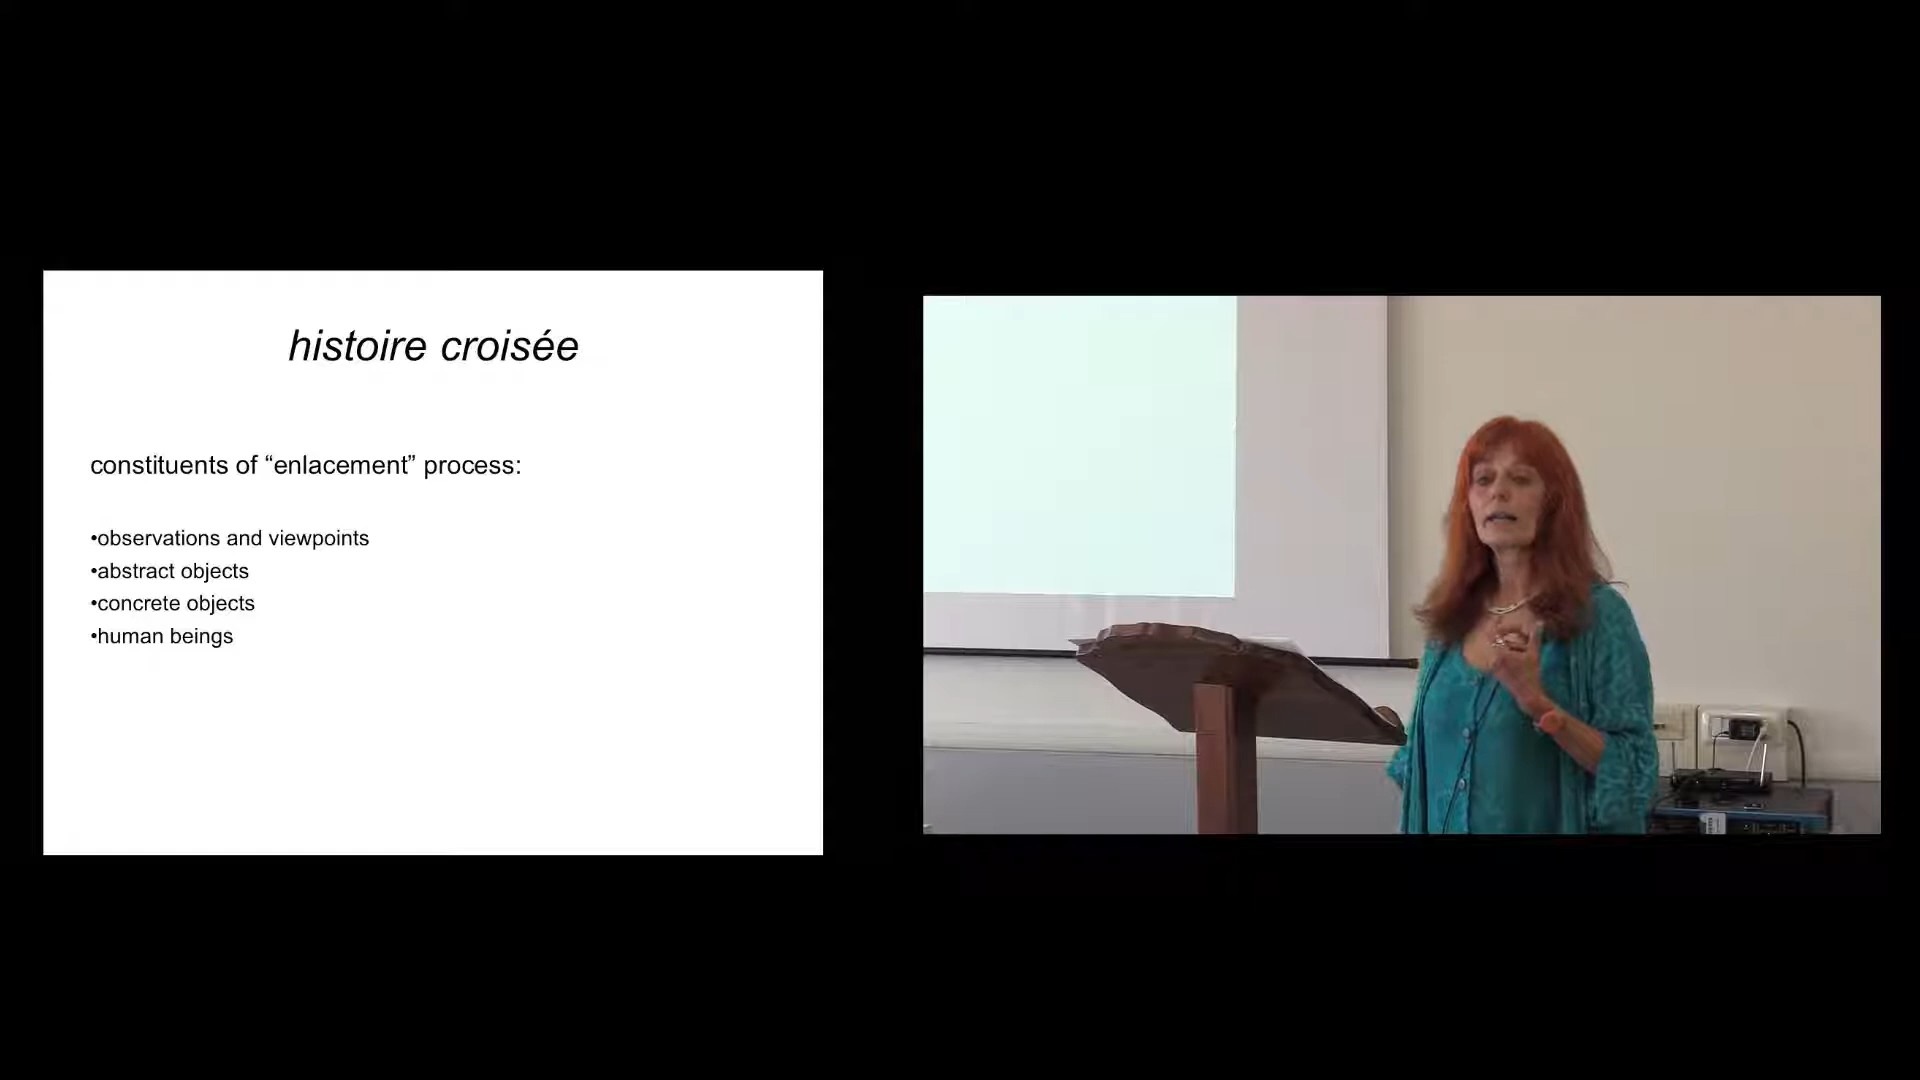 histoire croisée
constituents of “enlacement” process:
•observations and viewpoints
•abstract objects
•concrete objects
•human beings